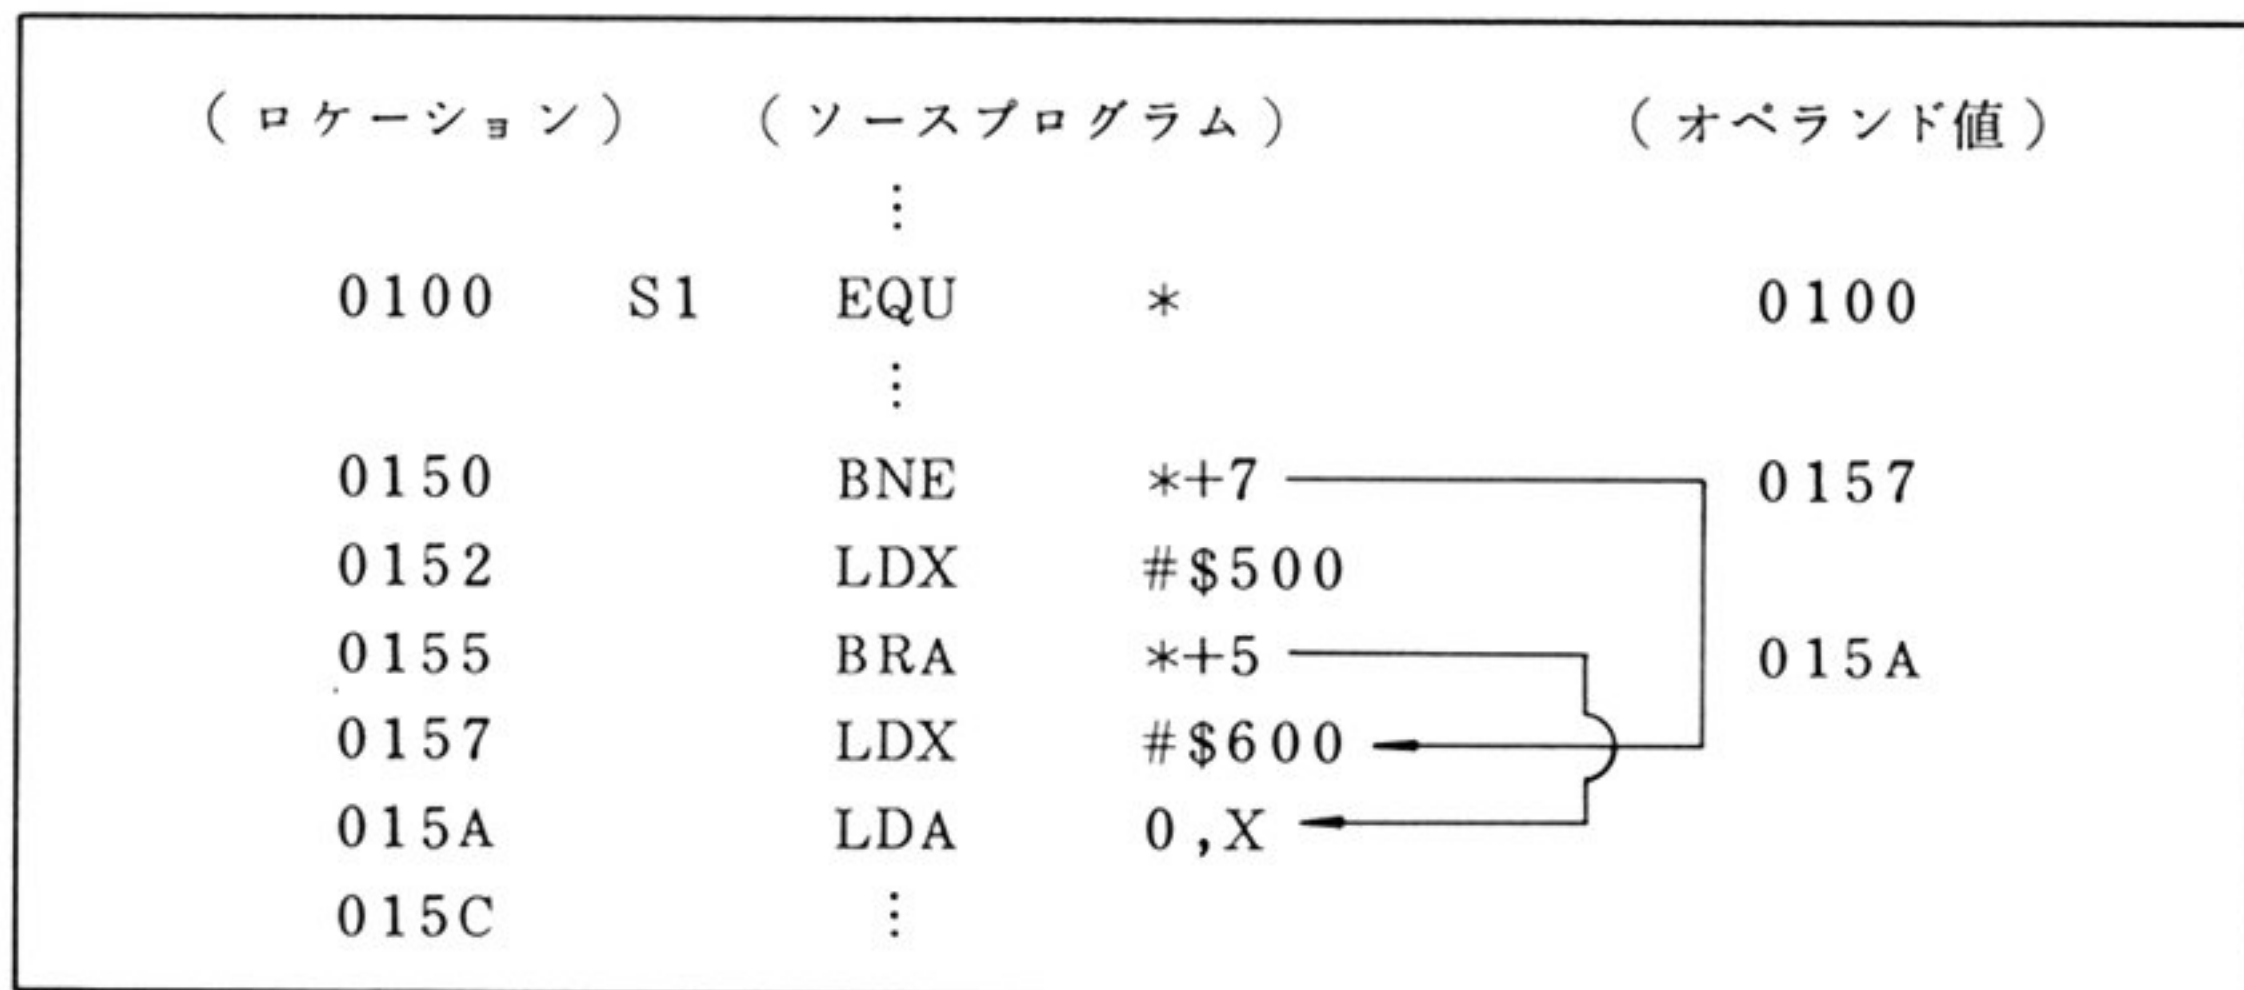 (ロケーション) (ソースプログラム) (オペランド値)
⋮
0100 S1 EQU * 0100
⋮
0150 BNE *+7 0157
0152 LDX #$500
0155 BRA *+5 015A
0157 LDX #$600
015A LDA 0,X
015C ⋮